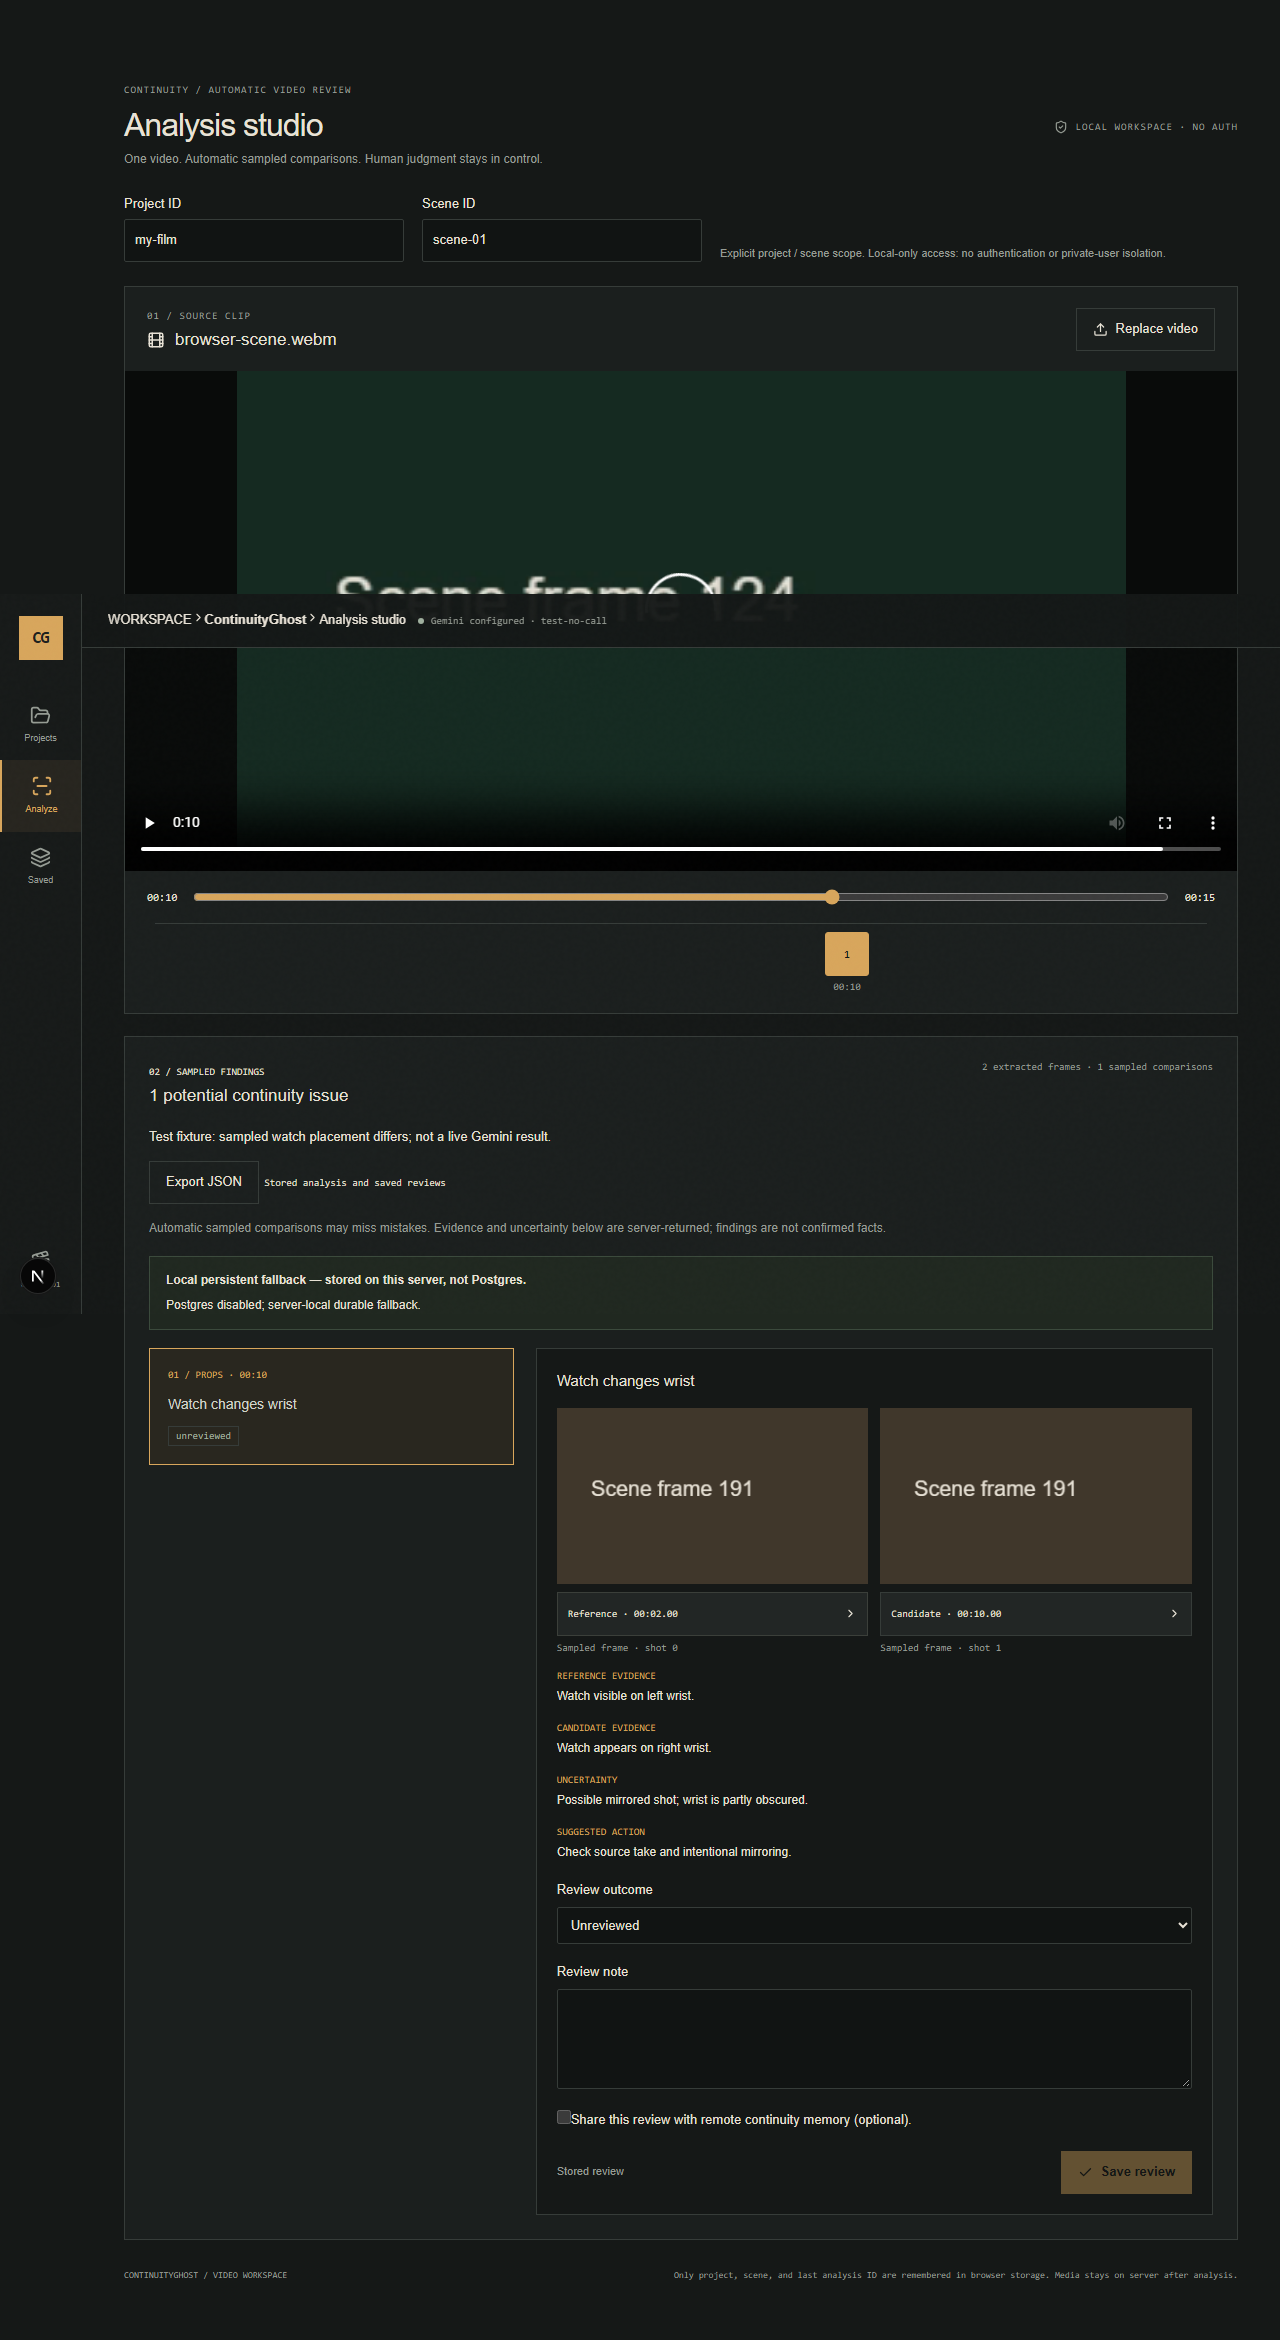 CONTINUITY / AUTOMATIC VIDEO REVIEW
Analysis studio
LOCAL WORKSPACE · NO AUTH
One video. Automatic sampled comparisons. Human judgment stays in control.
Project ID
Scene ID
my-film
scene-01
Explicit project / scene scope. Local-only access: no authentication or private-user isolation.
01 / SOURCE CLIP
browser-scene.webm
Replace video
Scene frame 124
CG
WORKSPACE > ContinuityGhost > Analysis studio
Gemini configured · test-no-call
Projects
Analyze
Saved
0:10
00:10
00:15
1
00:10
02 / SAMPLED FINDINGS
2 extracted frames · 1 sampled comparisons
1 potential continuity issue
Test fixture: sampled watch placement differs; not a live Gemini result.
Export JSON
Stored analysis and saved reviews
Automatic sampled comparisons may miss mistakes. Evidence and uncertainty below are server-returned; findings are not confirmed facts.
N
Local persistent fallback — stored on this server, not Postgres.
Postgres disabled; server-local durable fallback.
01 / PROPS · 00:10
Watch changes wrist
unreviewed
Watch changes wrist
Scene frame 191
Scene frame 191
Reference · 00:02.00
Candidate · 00:10.00
Sampled frame · shot 0
Sampled frame · shot 1
REFERENCE EVIDENCE
Watch visible on left wrist.
CANDIDATE EVIDENCE
Watch appears on right wrist.
UNCERTAINTY
Possible mirrored shot; wrist is partly obscured.
SUGGESTED ACTION
Check source take and intentional mirroring.
Review outcome
Unreviewed
Review note
Share this review with remote continuity memory (optional).
Stored review
Save review
CONTINUITYGHOST / VIDEO WORKSPACE
Only project, scene, and last analysis ID are remembered in browser storage. Media stays on server after analysis.